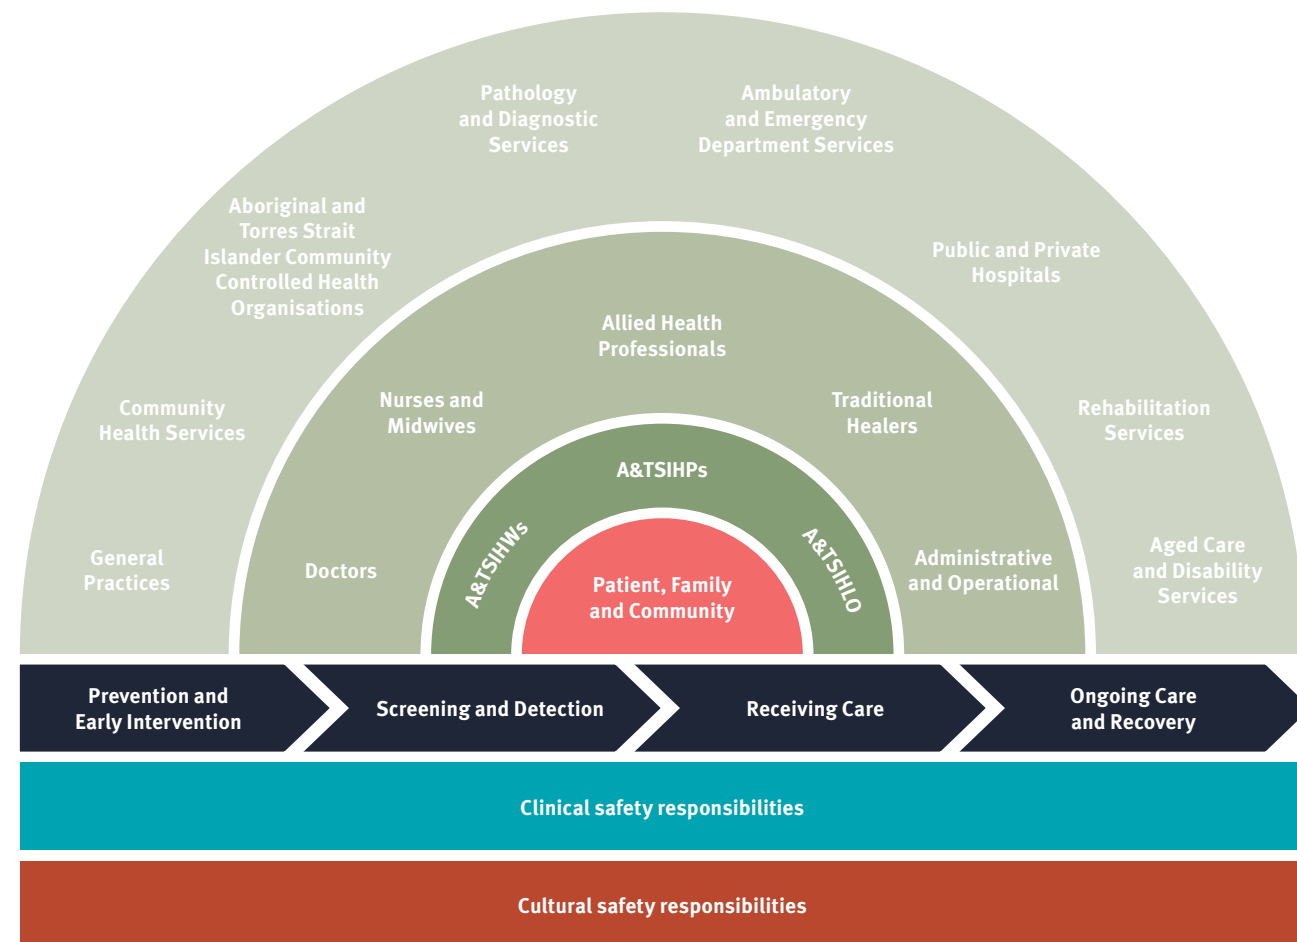 Pathology
and Diagnostic
Services
Ambulatory
and Emergency
Department Services
Aboriginal and
Torres Strait
Islander Community
Controlled Health
Organisations
Public and Private
Hospitals
Community
Health Services
Rehabilitation
Services
General
Practices
Aged Care
and Disability
Services
Allied Health
Professionals
Nurses and
Midwives
Traditional
Healers
Doctors
Administrative
and Operational
A&TSIHWs
A&TSIHPs
A&TSIHLO
Patient, Family
and Community
Prevention and
Early Intervention
Screening and Detection
Receiving Care
Ongoing Care
and Recovery
Clinical safety responsibilities
Cultural safety responsibilities